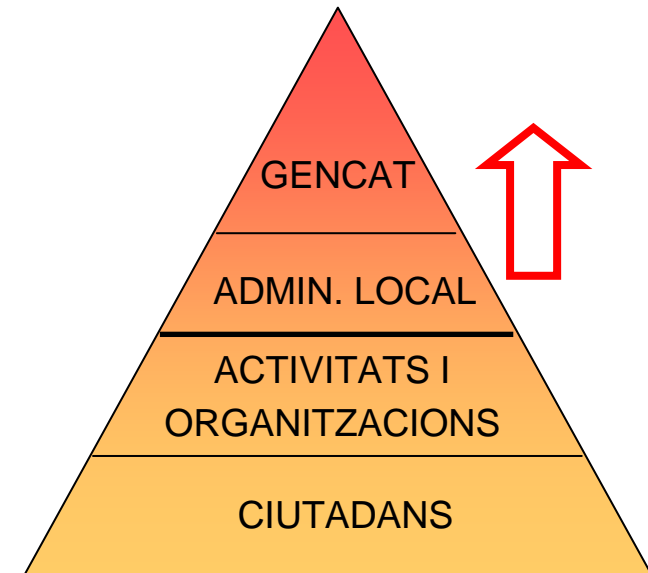 GENCAT
ADMIN. LOCAL
ACTIVITATS I
ORGANITZACIONS
CIUTADANS